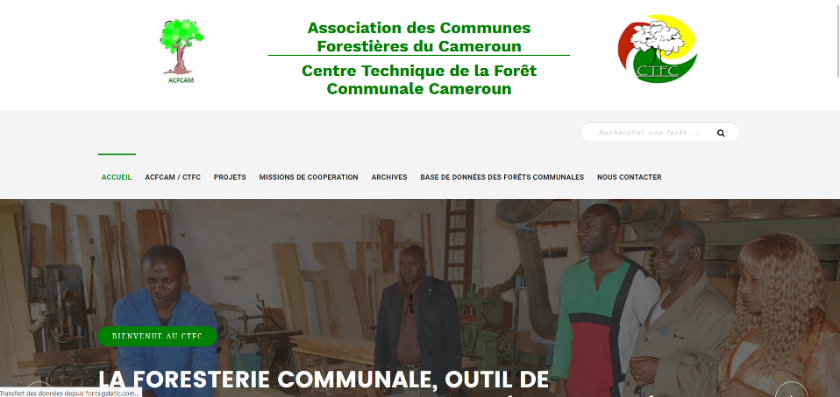 Association des Communes
Forestières du Cameroun
Centre Technique de la Forêt
Communale Cameroun
ACFCAM
CTFC
Rechercher une forêt . . .
ACCUEIL ACFCAM / CTFC PROJETS MISSIONS DE COOPERATION ARCHIVES BASE DE DONNÉES DES FORÊTS COMMUNALES NOUS CONTACTER
BIENVENUE AU CTFC
LA FORESTERIE COMMUNALE, OUTIL DE
Transfert des données depuis fonts.gstatic.com...